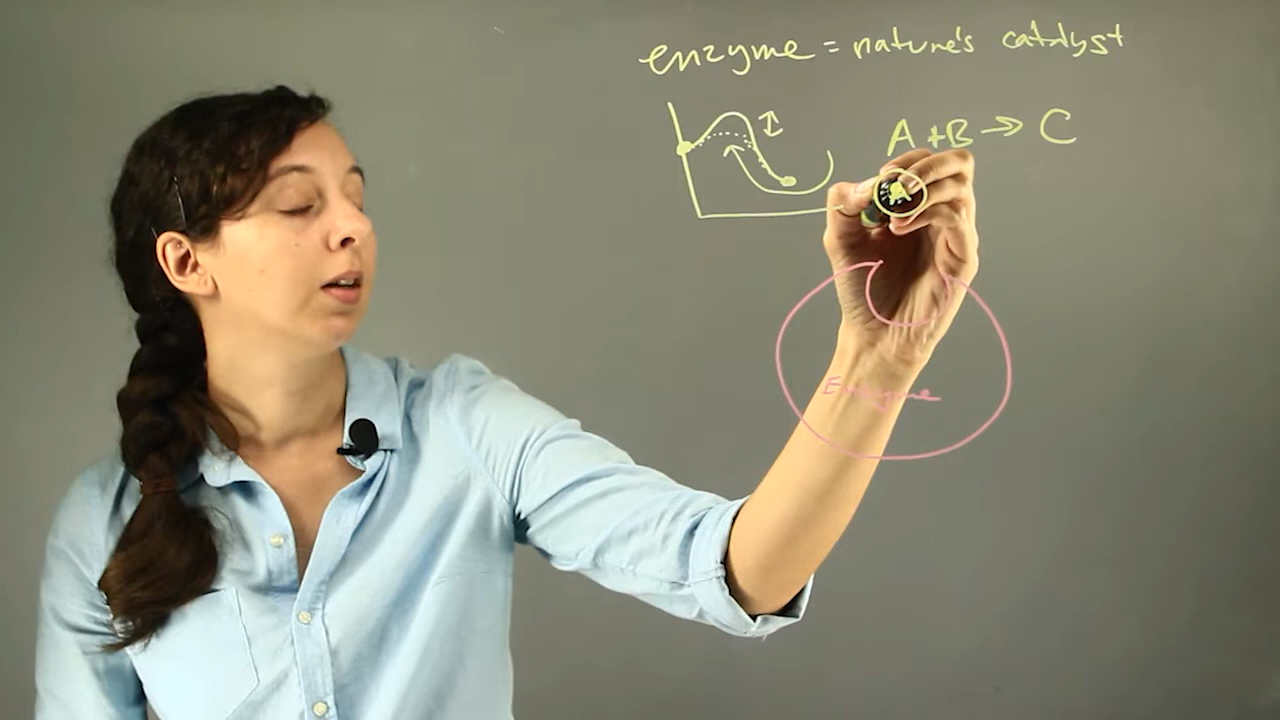 enzyme = nature's catalyst
A + B → C
Enzyme